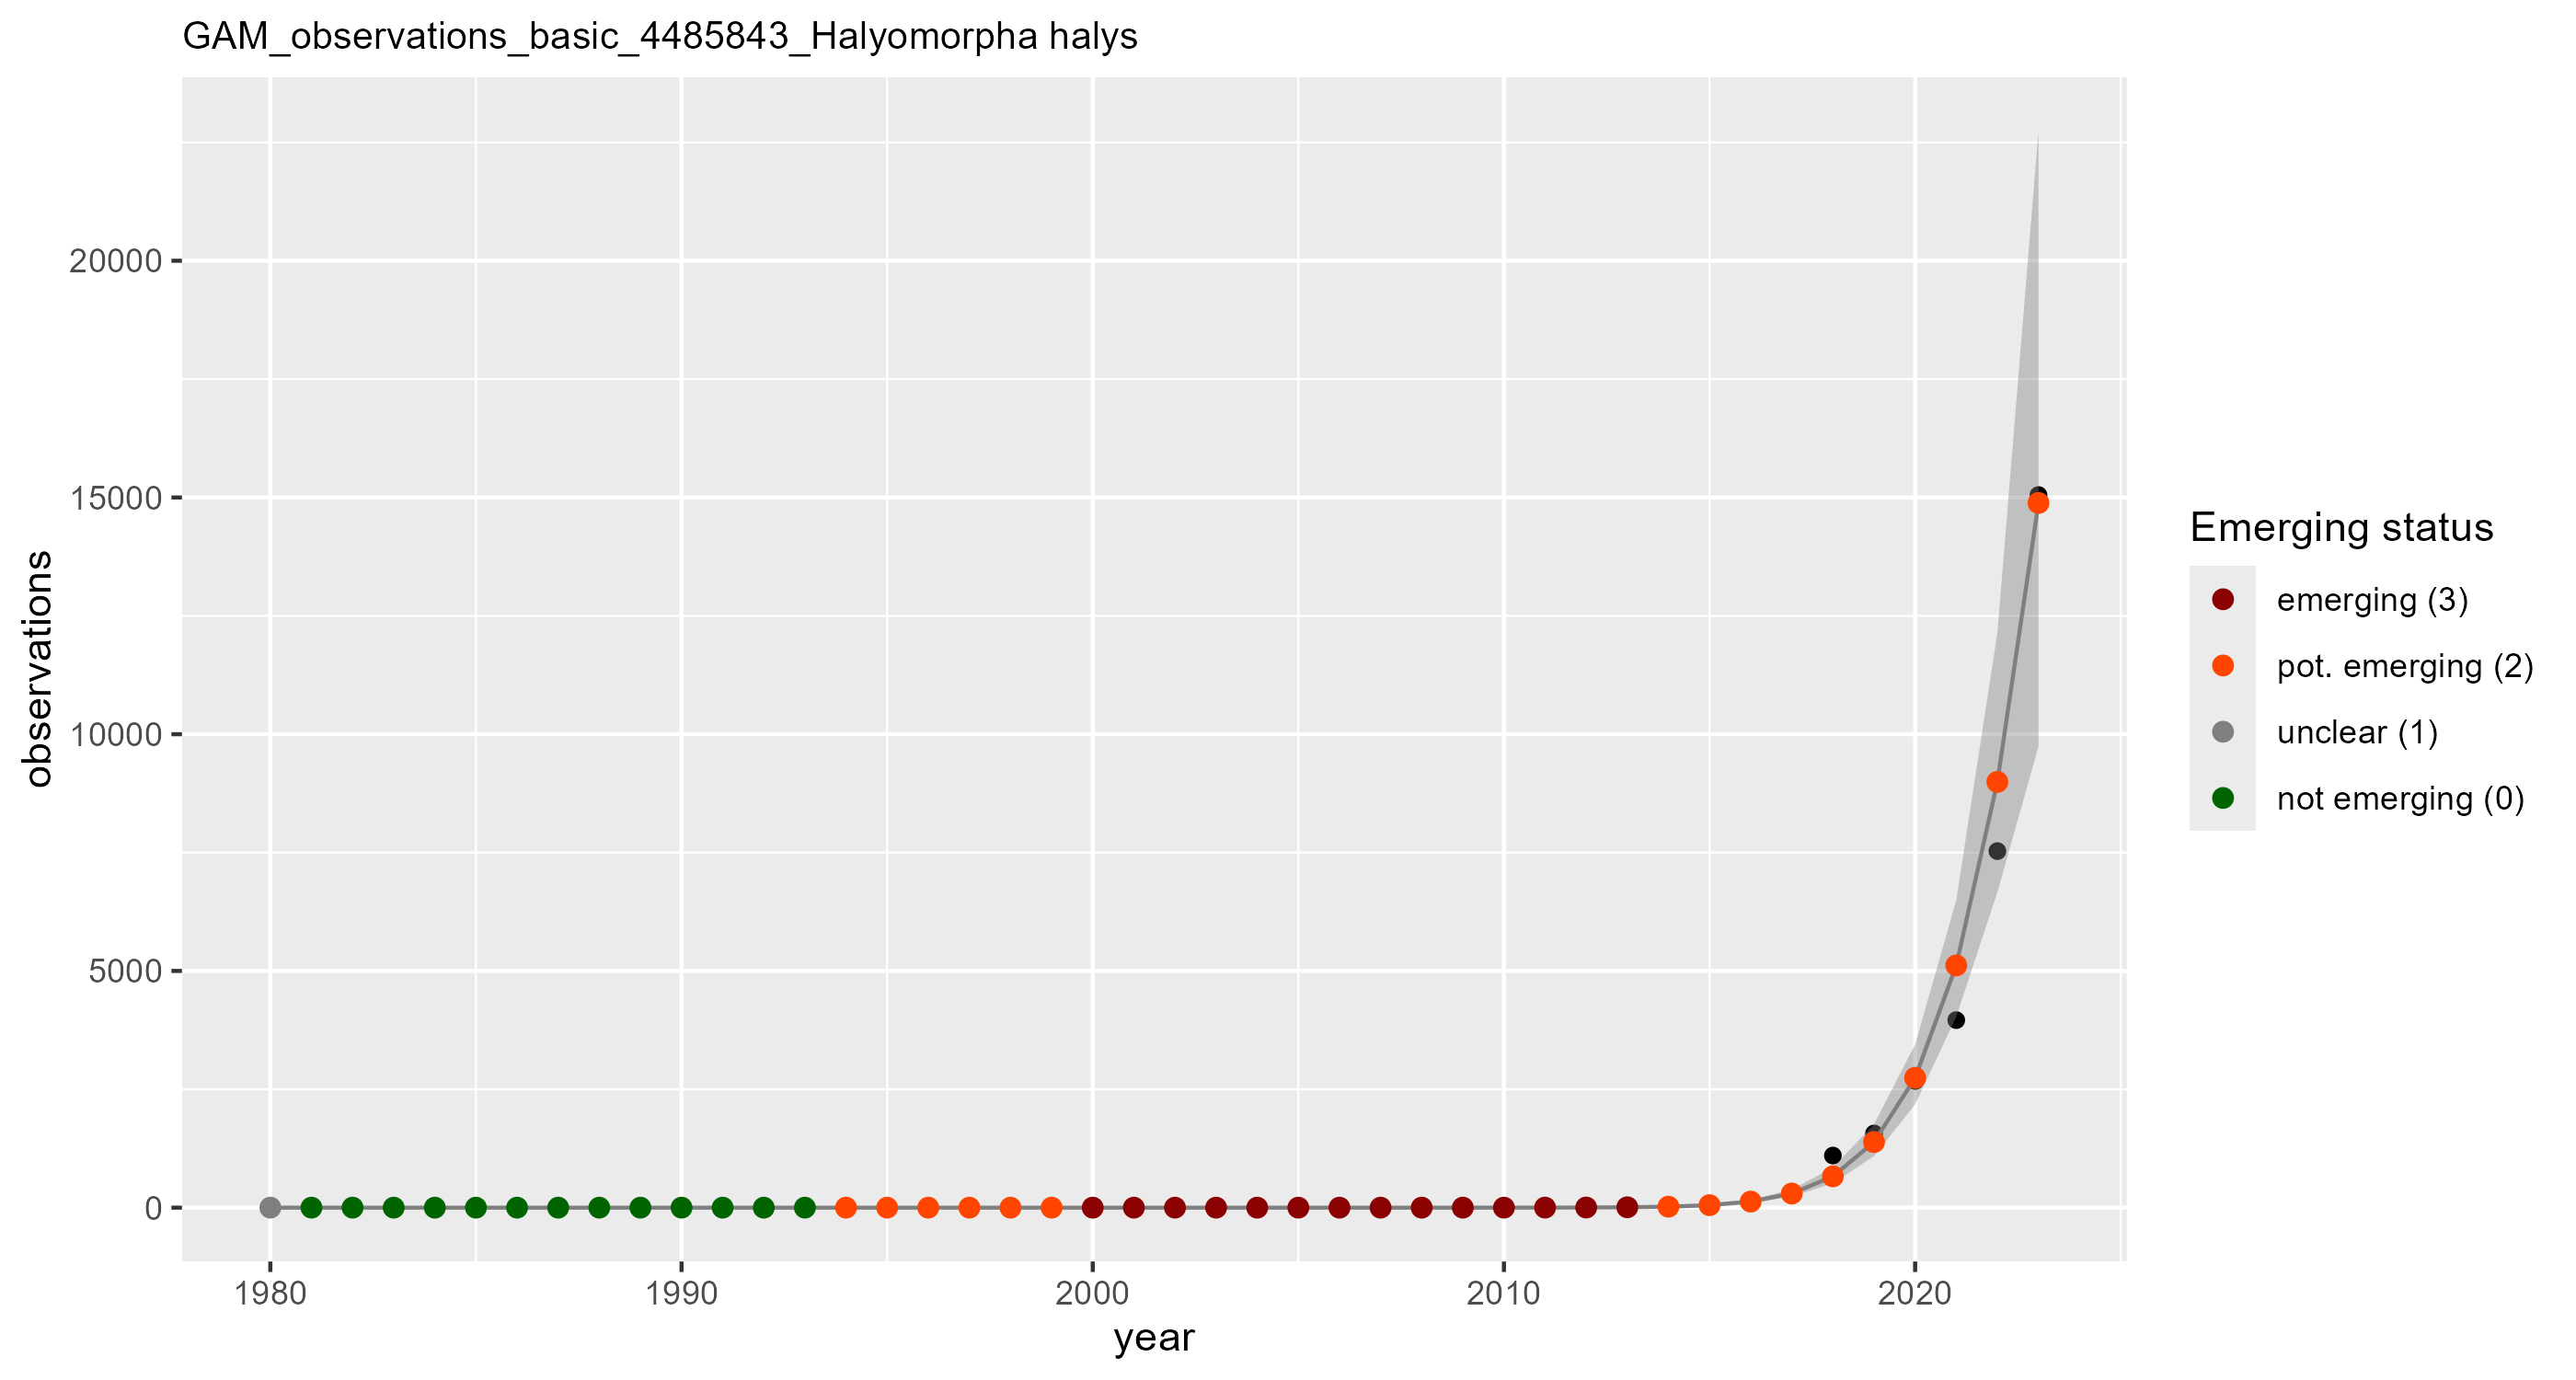 GAM_observations_basic_4485843_Halyomorpha halys
observations
20000
15000
10000
5000
0
1980 1990 2000 2010 2020
year
Emerging status
emerging (3)
pot. emerging (2)
unclear (1)
not emerging (0)